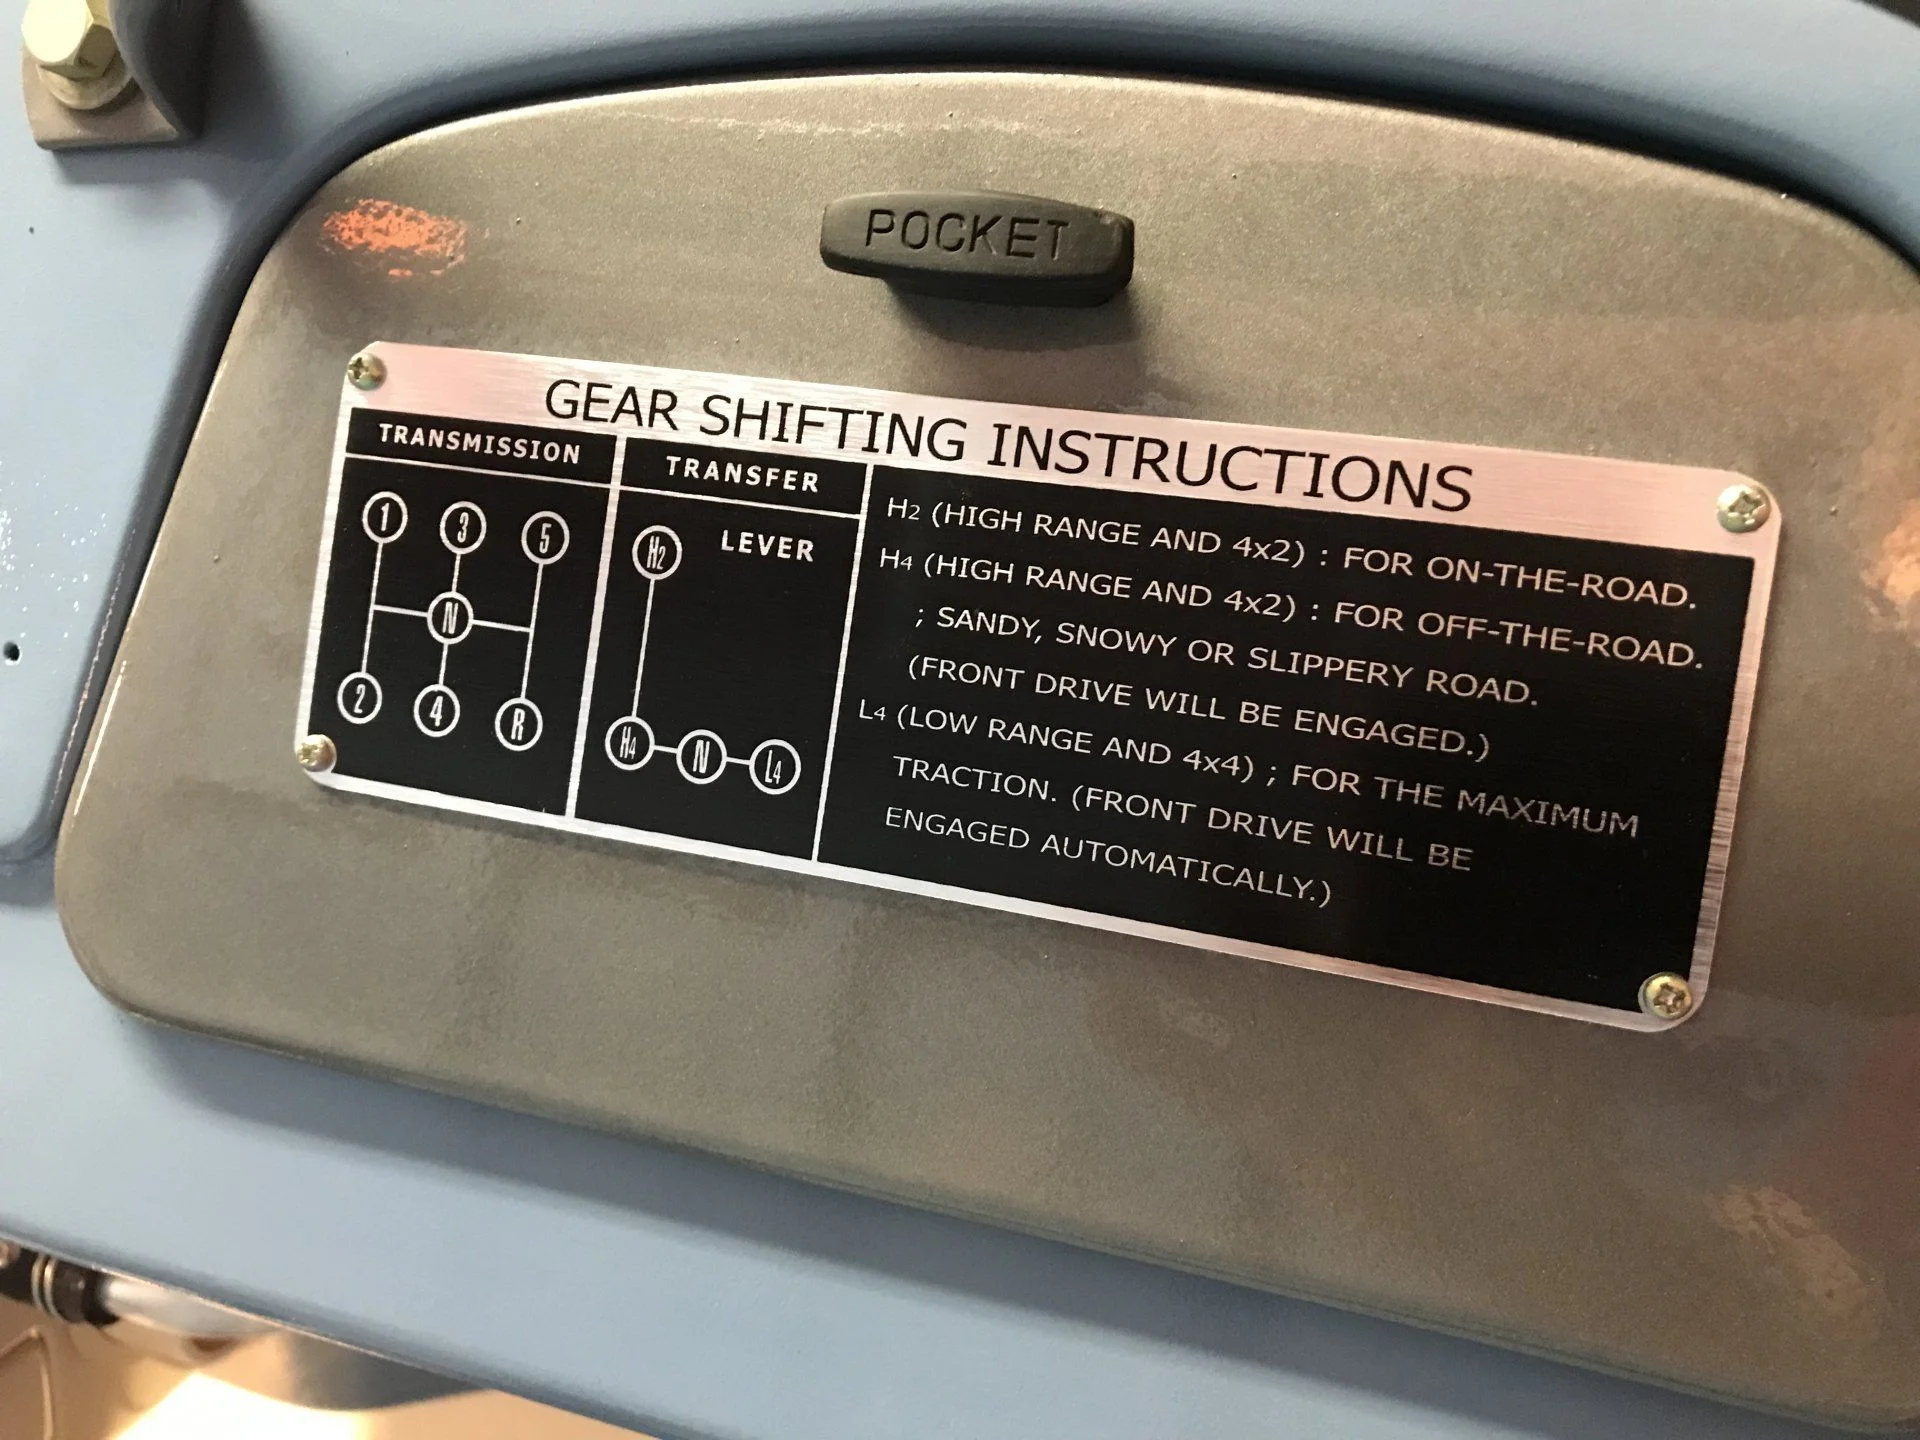 POCKET
GEAR SHIFTING INSTRUCTIONS
TRANSMISSION
1 3 5
N
2 4 R
TRANSFER
H2 LEVER
H4 N L4
H2 (HIGH RANGE AND 4x2) : FOR ON-THE-ROAD.
H4 (HIGH RANGE AND 4x2) : FOR OFF-THE-ROAD.
; SANDY, SNOWY OR SLIPPERY ROAD.
(FRONT DRIVE WILL BE ENGAGED.)
L4 (LOW RANGE AND 4x4) ; FOR THE MAXIMUM
TRACTION. (FRONT DRIVE WILL BE
ENGAGED AUTOMATICALLY.)